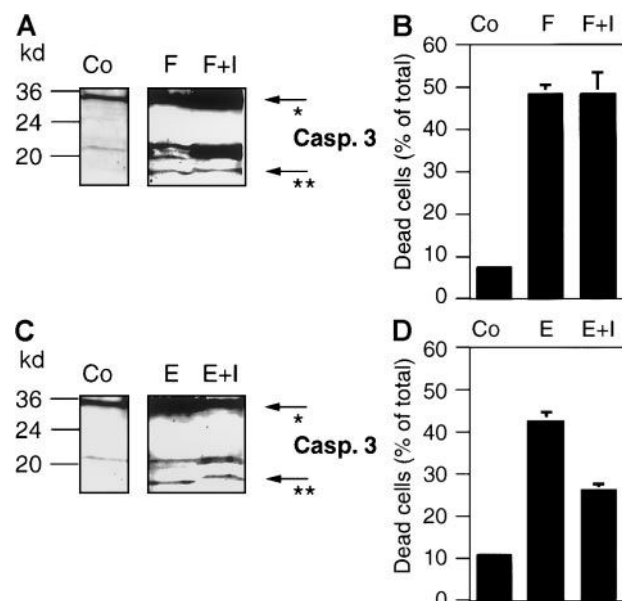 A
kd
Co F F+I
36
24
20
*
Casp. 3
**
B
Co F F+I
Dead cells (% of total)
60
50
40
30
20
10
0
C
kd
Co E E+I
36
24
20
*
Casp. 3
**
D
Co E E+I
Dead cells (% of total)
60
50
40
30
20
10
0